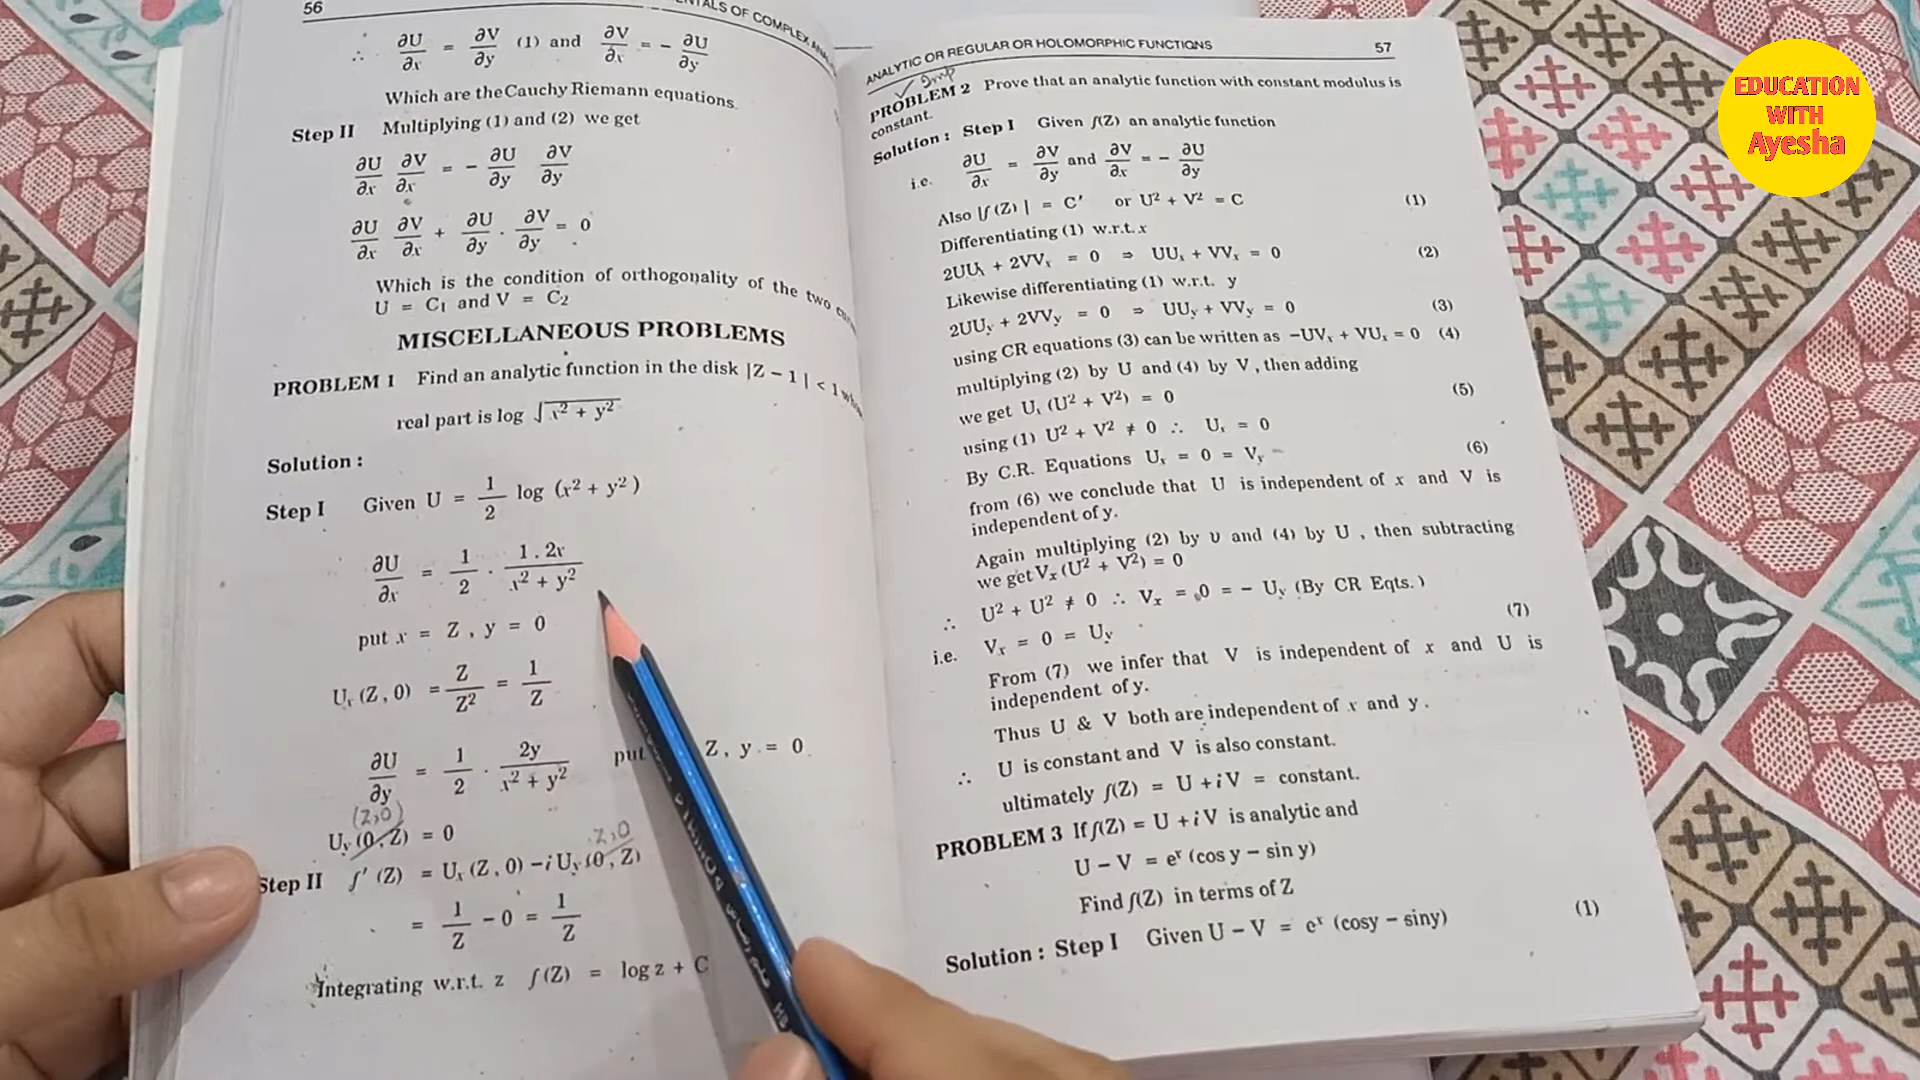 56
∴ ∂U/∂x = ∂V/∂y (1) and ∂V/∂x = − ∂U/∂y
Which are the Cauchy Riemann equations.
Step II Multiplying (1) and (2) we get
∂U/∂x ∂V/∂x = − ∂U/∂y ∂V/∂y
∂U/∂x ∂V/∂x + ∂U/∂y . ∂V/∂y = 0
Which is the condition of orthogonality of the two
U = C₁ and V = C₂
MISCELLANEOUS PROBLEMS
PROBLEM 1 Find an analytic function in the disk |Z − 1| < 1
real part is log √x² + y²
Solution :
Step I Given U = 1/2 log (x² + y²)
∂U/∂x = 1/2 . 1 . 2x/x² + y²
put x = Z , y = 0
Uₓ (Z , 0) = Z/Z² = 1/Z
∂U/∂y = 1/2 . 2y/x² + y² put Z , y = 0.
(z,0)
Uᵧ (0 , Z) = 0
z,0
Step II f′ (Z) = Uₓ (Z , 0) − i Uᵧ (0 , Z)
= 1/Z − 0 = 1/Z
Integrating w.r.t. z f (Z) = log z + C
ANALYTIC OR REGULAR OR HOLOMORPHIC FUNCTIONS 57
✓ Imp
PROBLEM 2 Prove that an analytic function with constant modulus is
constant.
Solution : Step I Given f(Z) an analytic function
i.e. ∂U/∂x = ∂V/∂y and ∂V/∂x = − ∂U/∂y
Also |f (Z) | = C′ or U² + V² = C (1)
Differentiating (1) w.r.t. x
2UUₓ + 2VVₓ = 0 ⇒ UUₓ + VVₓ = 0 (2)
Likewise differentiating (1) w.r.t. y
2UUᵧ + 2VVᵧ = 0 ⇒ UUᵧ + VVᵧ = 0 (3)
using CR equations (3) can be written as −UVₓ + VUₓ = 0 (4)
multiplying (2) by U and (4) by V , then adding
we get Uₓ (U² + V²) = 0 (5)
using (1) U² + V² ≠ 0 ∴ Uₓ = 0
By C.R. Equations Uₓ = 0 = Vᵧ (6)
from (6) we conclude that U is independent of x and V is
independent of y.
Again multiplying (2) by υ and (4) by U , then subtracting
we get Vₓ (U² + V²) = 0
∴ U² + U² ≠ 0 ∴ Vₓ = 0 = − Uᵧ (By CR Eqts. )
i.e. Vₓ = 0 = Uᵧ (7)
From (7) we infer that V is independent of x and U is
independent of y.
Thus U & V both are independent of x and y .
∴ U is constant and V is also constant.
ultimately f(Z) = U + i V = constant.
PROBLEM 3 If f(Z) = U + i V is analytic and
U − V = eˣ (cos y − sin y)
Find f(Z) in terms of Z
Solution : Step I Given U − V = eˣ (cosy − siny) (1)
EDUCATION
WITH
Ayesha